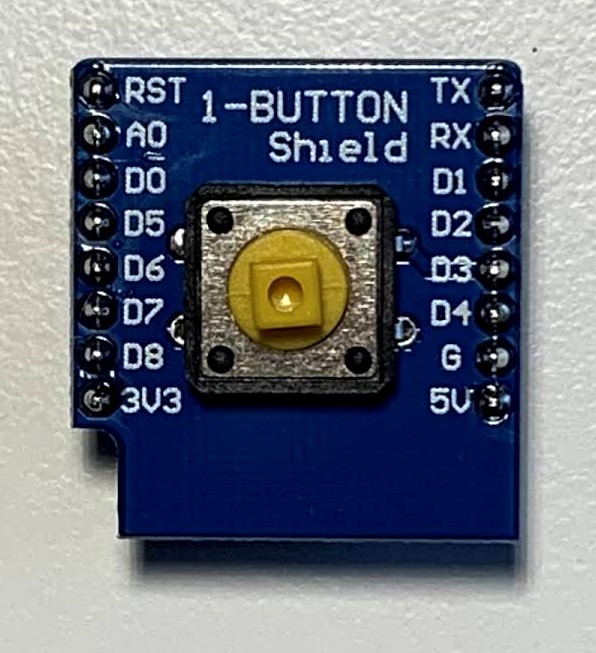 1-BUTTON
Shield
RST TX
A0 RX
D0 D1
D5 D2
D6 D3
D7 D4
D8 G
3V3 5V